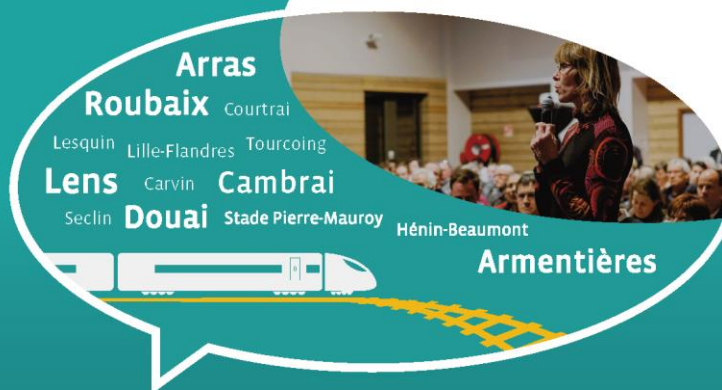 Arras
Roubaix Courtrai
Lesquin Lille-Flandres Tourcoing
Lens Carvin Cambrai
Seclin Douai Stade Pierre-Mauroy
Hénin-Beaumont
Armentières